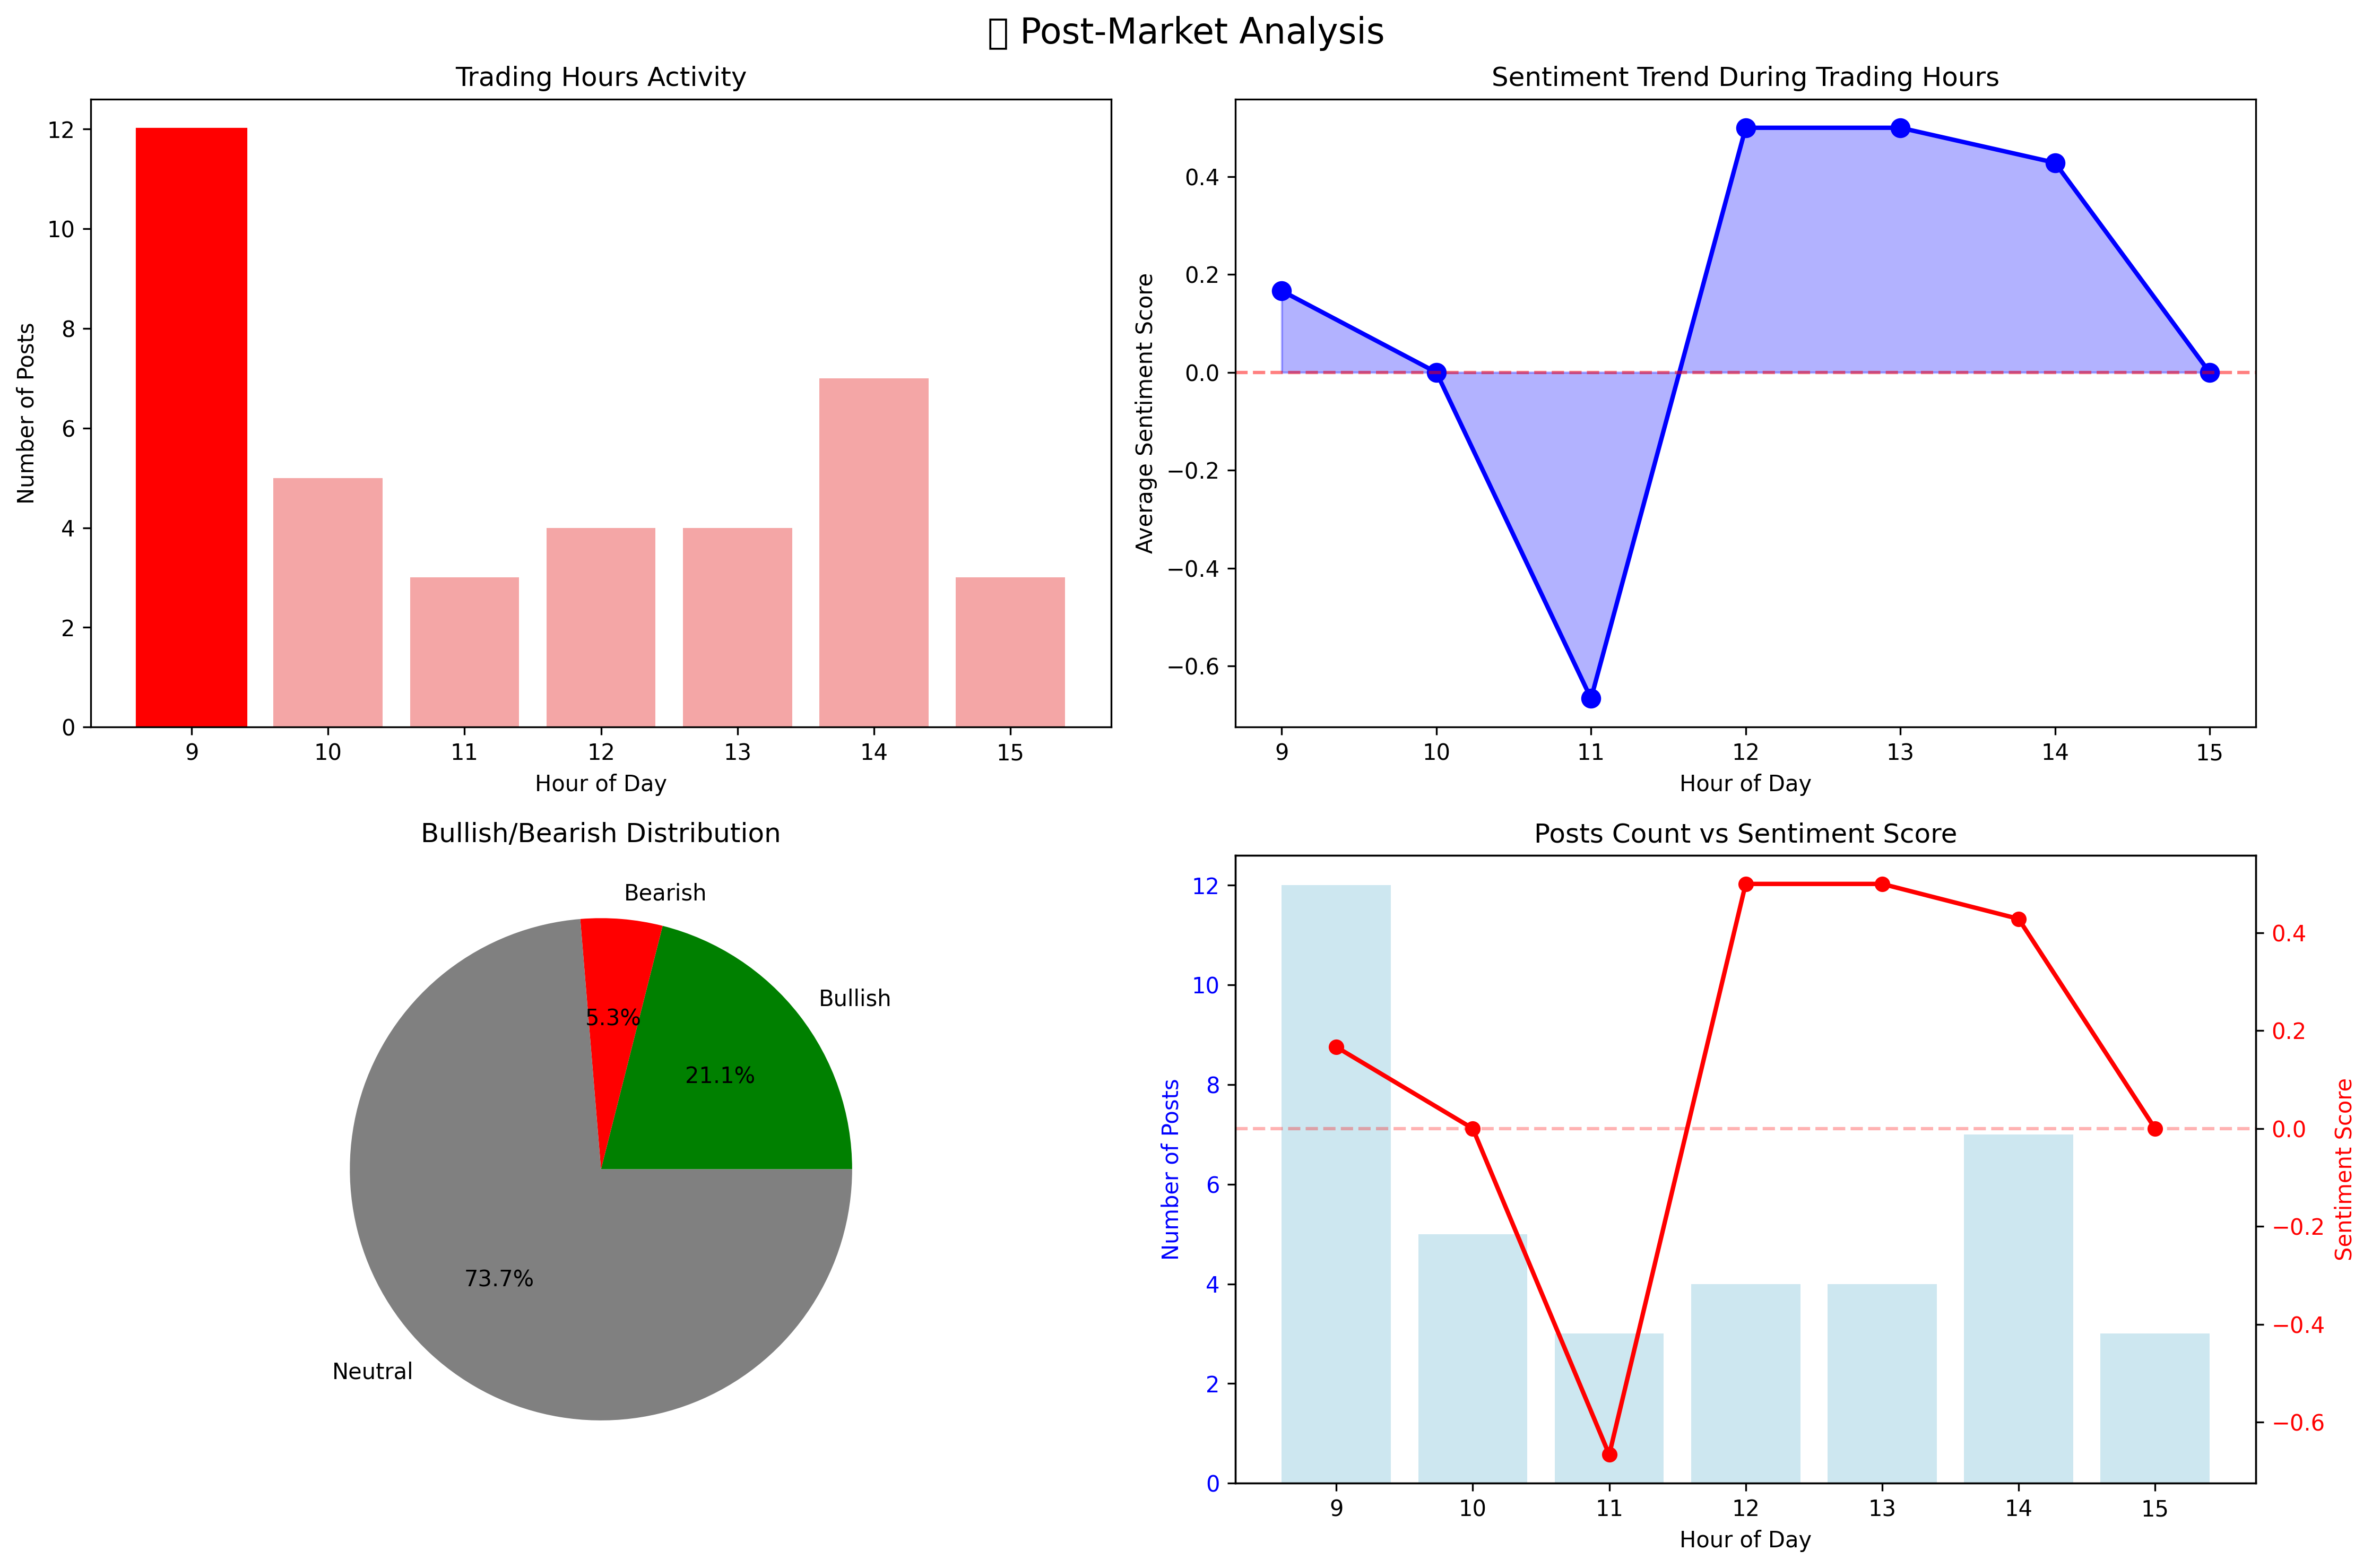 Post-Market Analysis
Trading Hours Activity
Number of Posts
12
10
8
6
4
2
0
9 10 11 12 13 14 15
Hour of Day
Sentiment Trend During Trading Hours
Average Sentiment Score
0.4
0.2
0.0
−0.2
−0.4
−0.6
9 10 11 12 13 14 15
Hour of Day
Bullish/Bearish Distribution
Bearish
Bullish
5.3%
21.1%
73.7%
Neutral
Posts Count vs Sentiment Score
Number of Posts
12
10
8
6
4
2
0
0.4
0.2
0.0
−0.2
−0.4
−0.6
Sentiment Score
9 10 11 12 13 14 15
Hour of Day